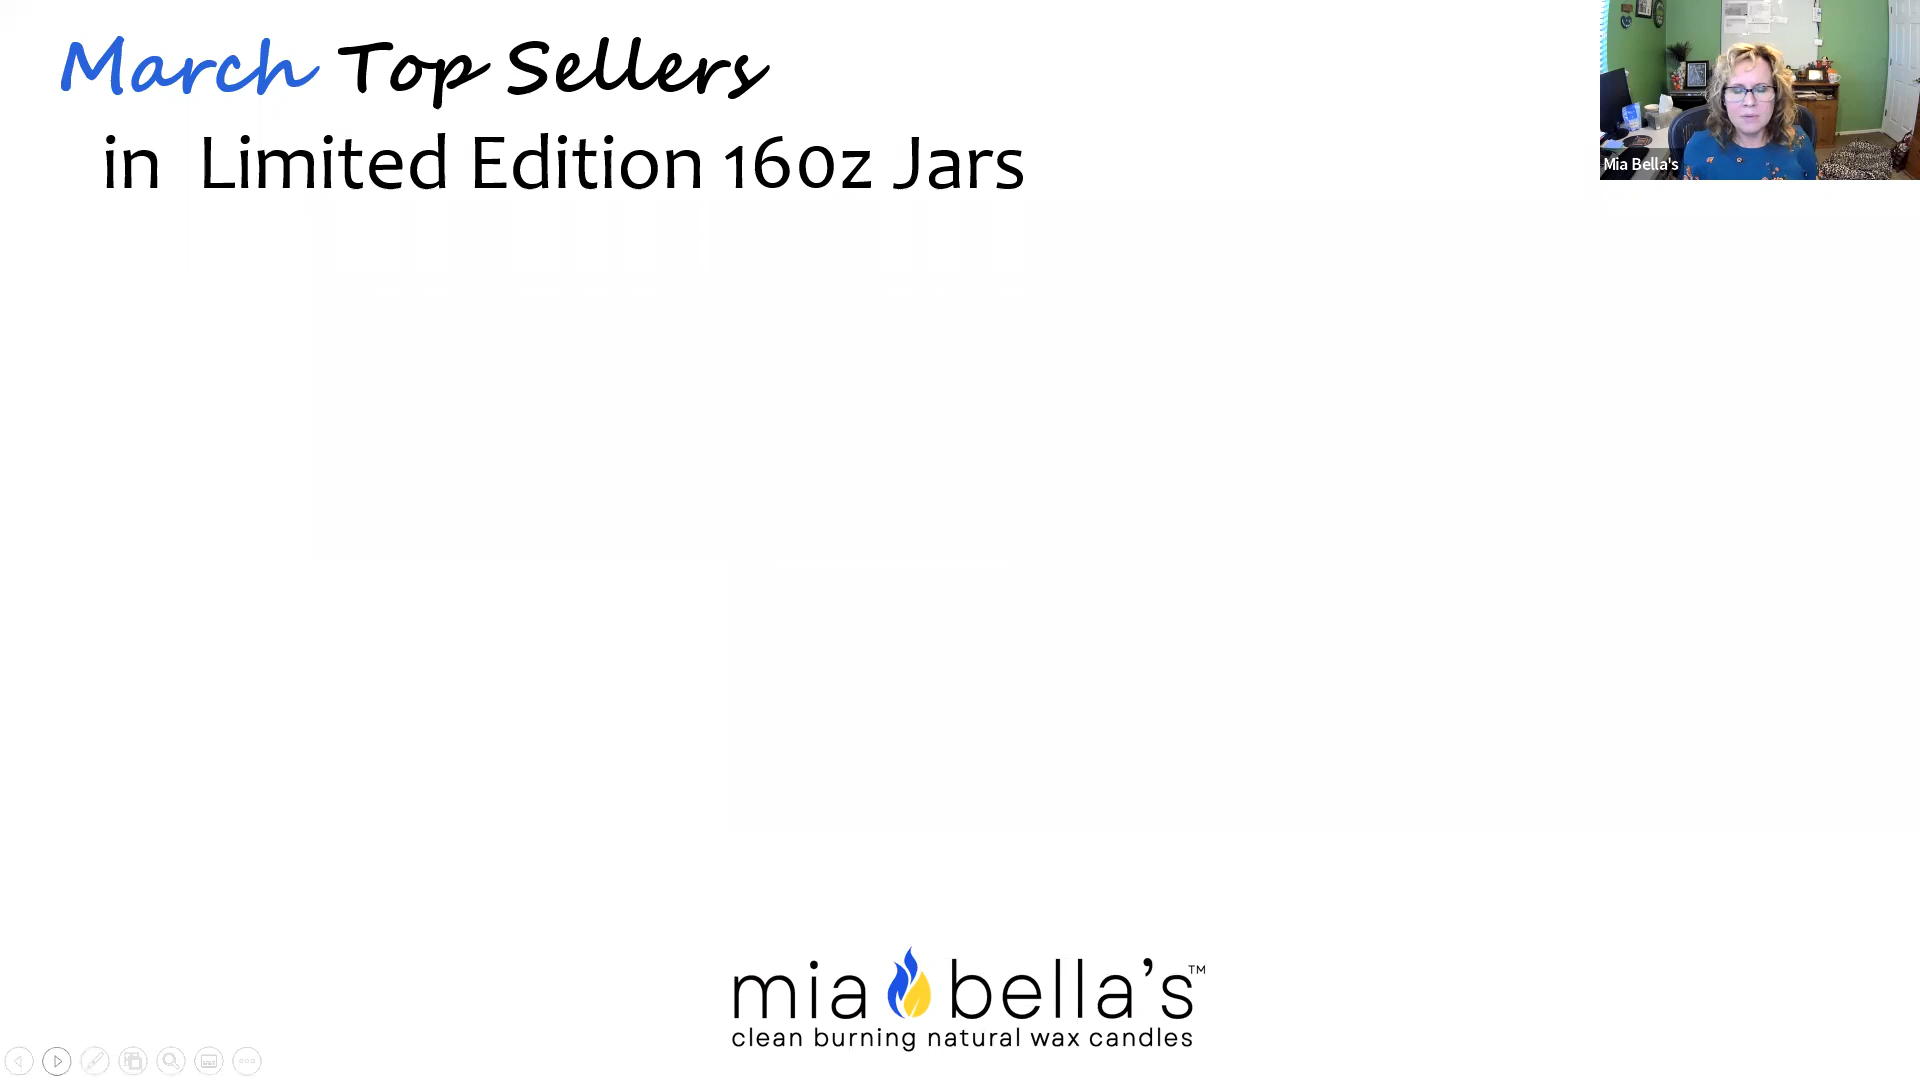 March Top Sellers
in Limited Edition 16oz Jars
Mia Bella's
mia bella's™
clean burning natural wax candles